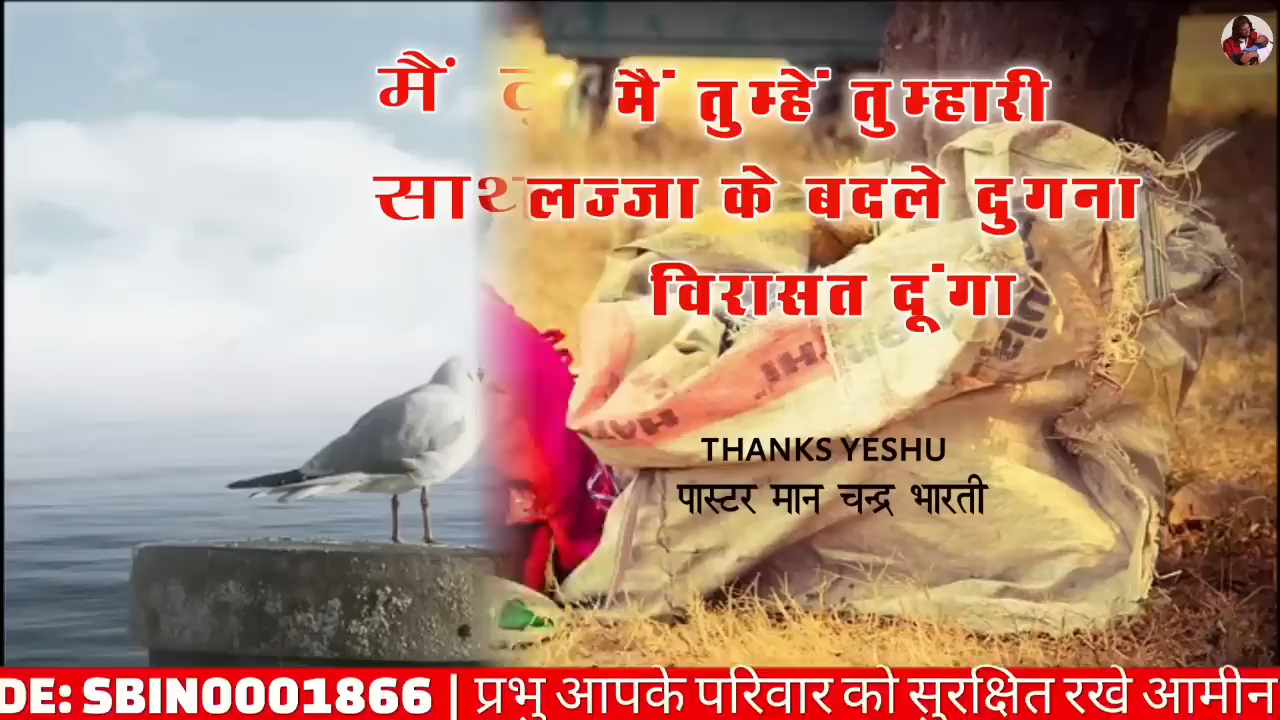 मैं
मैं तुम्हें तुम्हारी
साथ
लज्जा के बदले दुगना
विरासत दूंगा
THANKS YESHU
पास्टर मान चन्द्र भारती
DE: SBIN0001866 | प्रभु आपके परिवार को सुरक्षित रखे आमीन